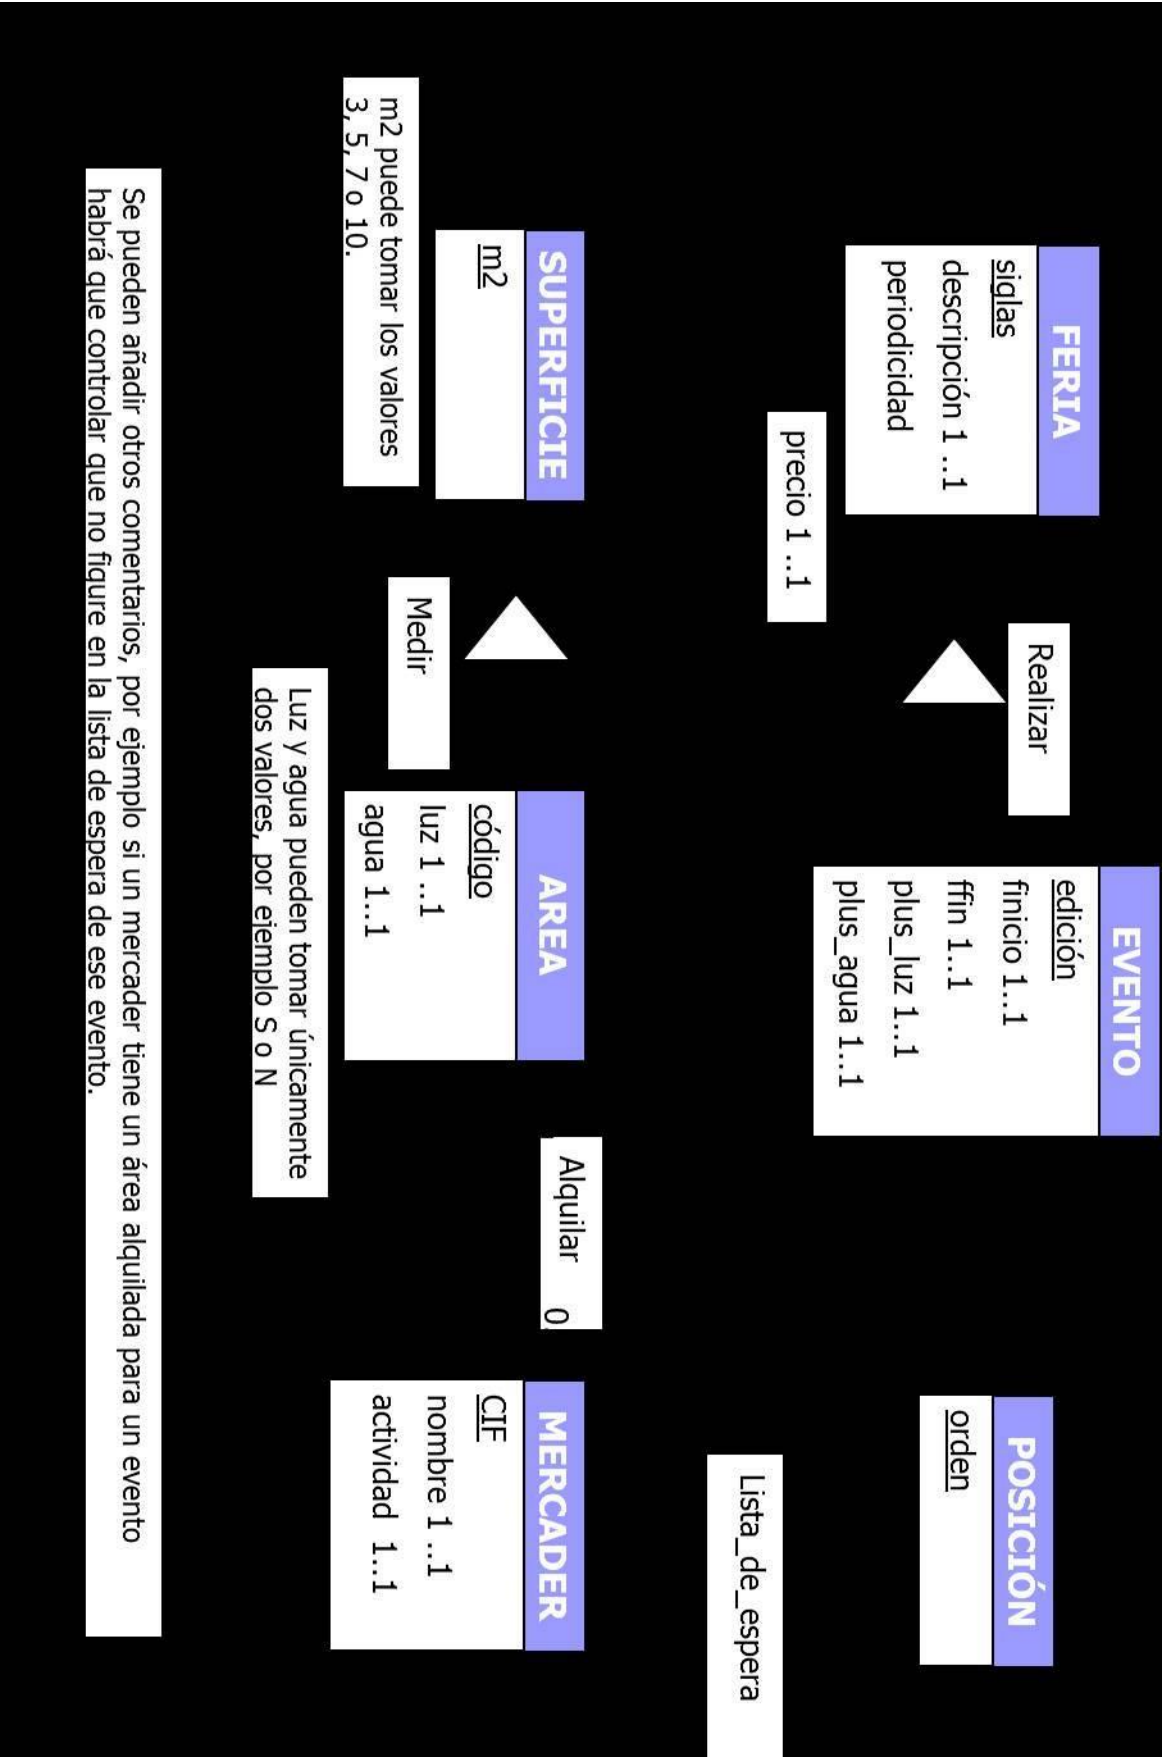 FERIA
siglas
descripción 1 ..1
periodicidad
Realizar
EVENTO
edición
finicio 1..1
ffin 1..1
plus_luz 1..1
plus_agua 1..1
POSICIÓN
orden
precio 1 ..1
Lista_de_espera
SUPERFICIE
m2
m2 puede tomar los valores
3, 5, 7 o 10.
Medir
AREA
código
luz 1 ..1
agua 1..1
Luz y agua pueden tomar únicamente
dos valores, por ejemplo S o N
Alquilar 0
MERCADER
CIF
nombre 1 ..1
actividad 1..1
Se pueden añadir otros comentarios, por ejemplo si un mercader tiene un área alquilada para un evento
habrá que controlar que no figure en la lista de espera de ese evento.